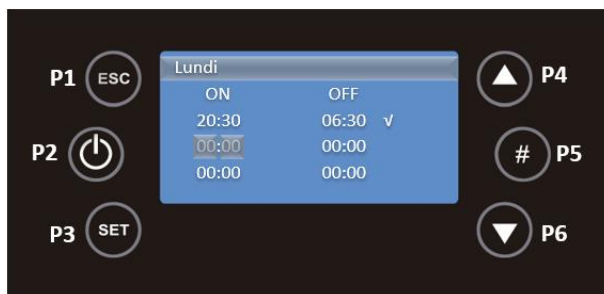 Lundi
ON OFF
20:30 06:30 √
00:00 00:00
00:00 00:00
P1 ESC
P2
P3 SET
P4
# P5
P6